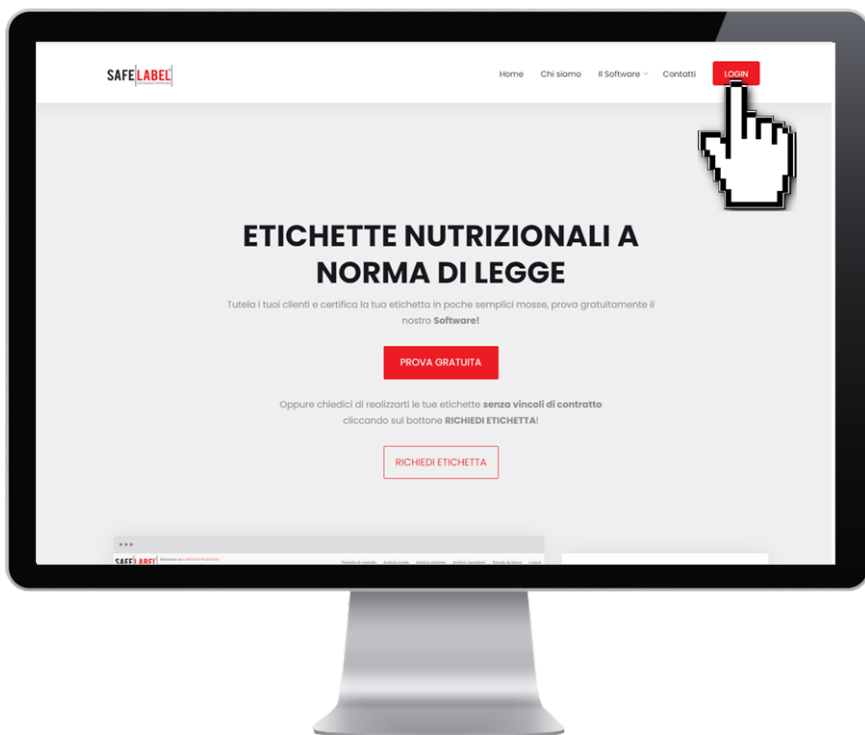 SAFE LABEL
Home Chi siamo Il Software Contatti LOGIN
ETICHETTE NUTRIZIONALI A
NORMA DI LEGGE
Tutela i tuoi clienti e certifica la tua etichetta in poche semplici mosse, prova gratuitamente il
nostro Software!
PROVA GRATUITA
Oppure chiedici di realizzarti le tue etichette senza vincoli di contratto
cliccando sul bottone RICHIEDI ETICHETTA!
RICHIEDI ETICHETTA
SAFE LABEL